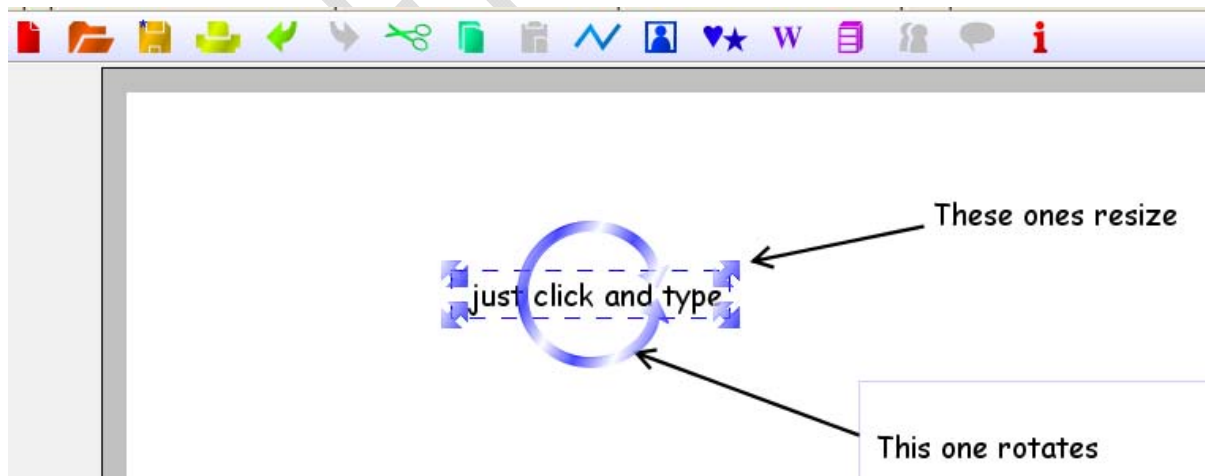 W
i
These ones resize
just click and type
This one rotates